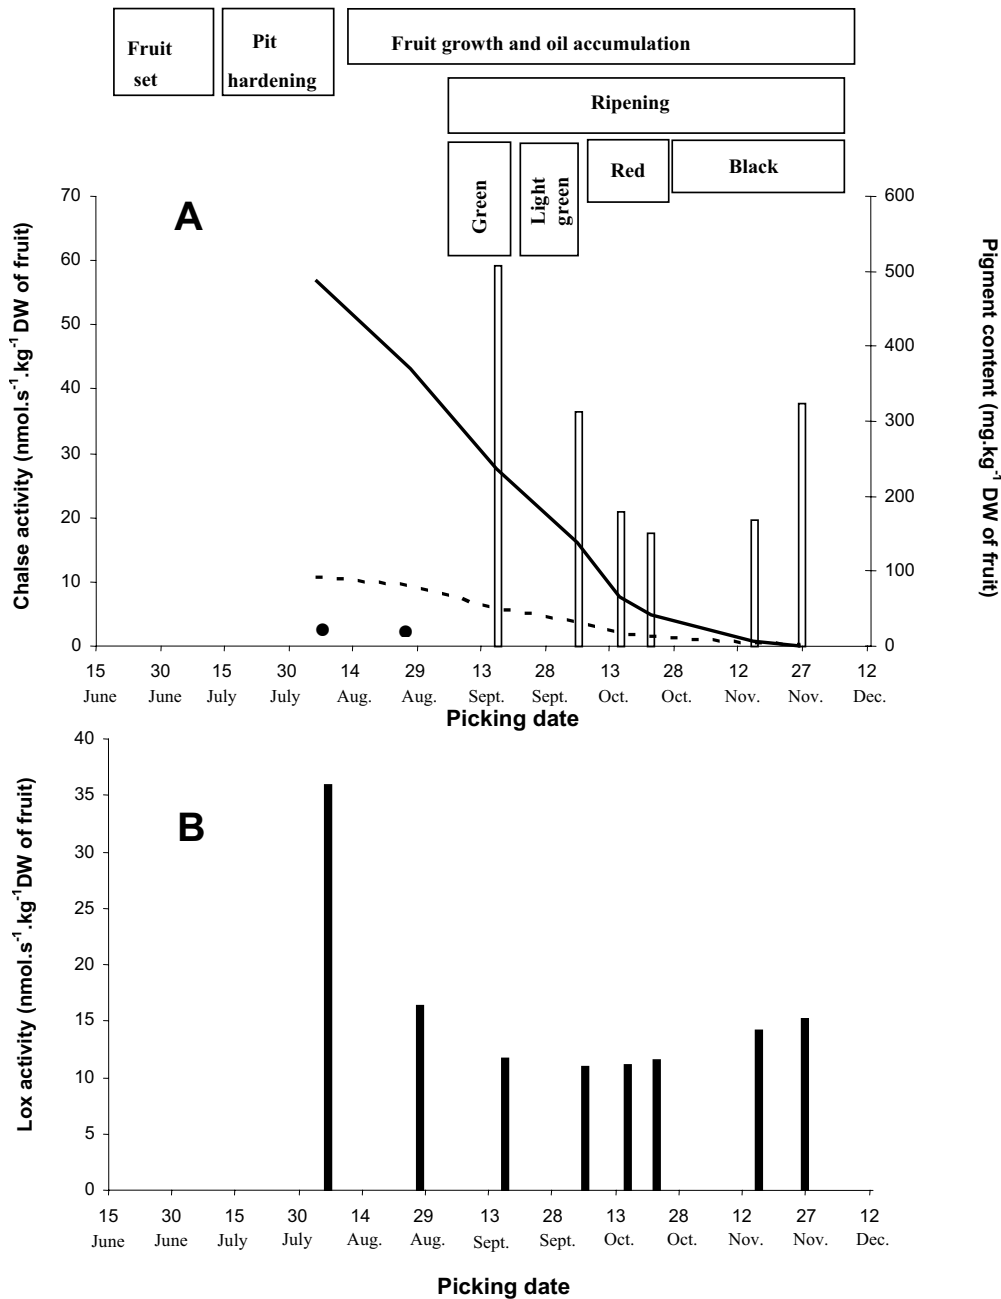 Fruit
set
Pit
hardening
Fruit growth and oil accumulation
Ripening
Green
Light
green
Red
Black
A
Chalse activity (nmol.s⁻¹.kg⁻¹ DW of fruit)
70
60
50
40
30
20
10
0
Pigment content (mg.kg⁻¹ DW of fruit)
600
500
400
300
200
100
0
15 30 15 30 14 29 13 28 13 28 12 27 12
June June July July Aug. Aug. Sept. Sept. Oct. Oct. Nov. Nov. Dec.
Picking date
B
Lox activity (nmol.s⁻¹.kg⁻¹DW of fruit)
40
35
30
25
20
15
10
5
0
15 30 15 30 14 29 13 28 13 28 12 27 12
June June July July Aug. Aug. Sept. Sept. Oct. Oct. Nov. Nov. Dec.
Picking date